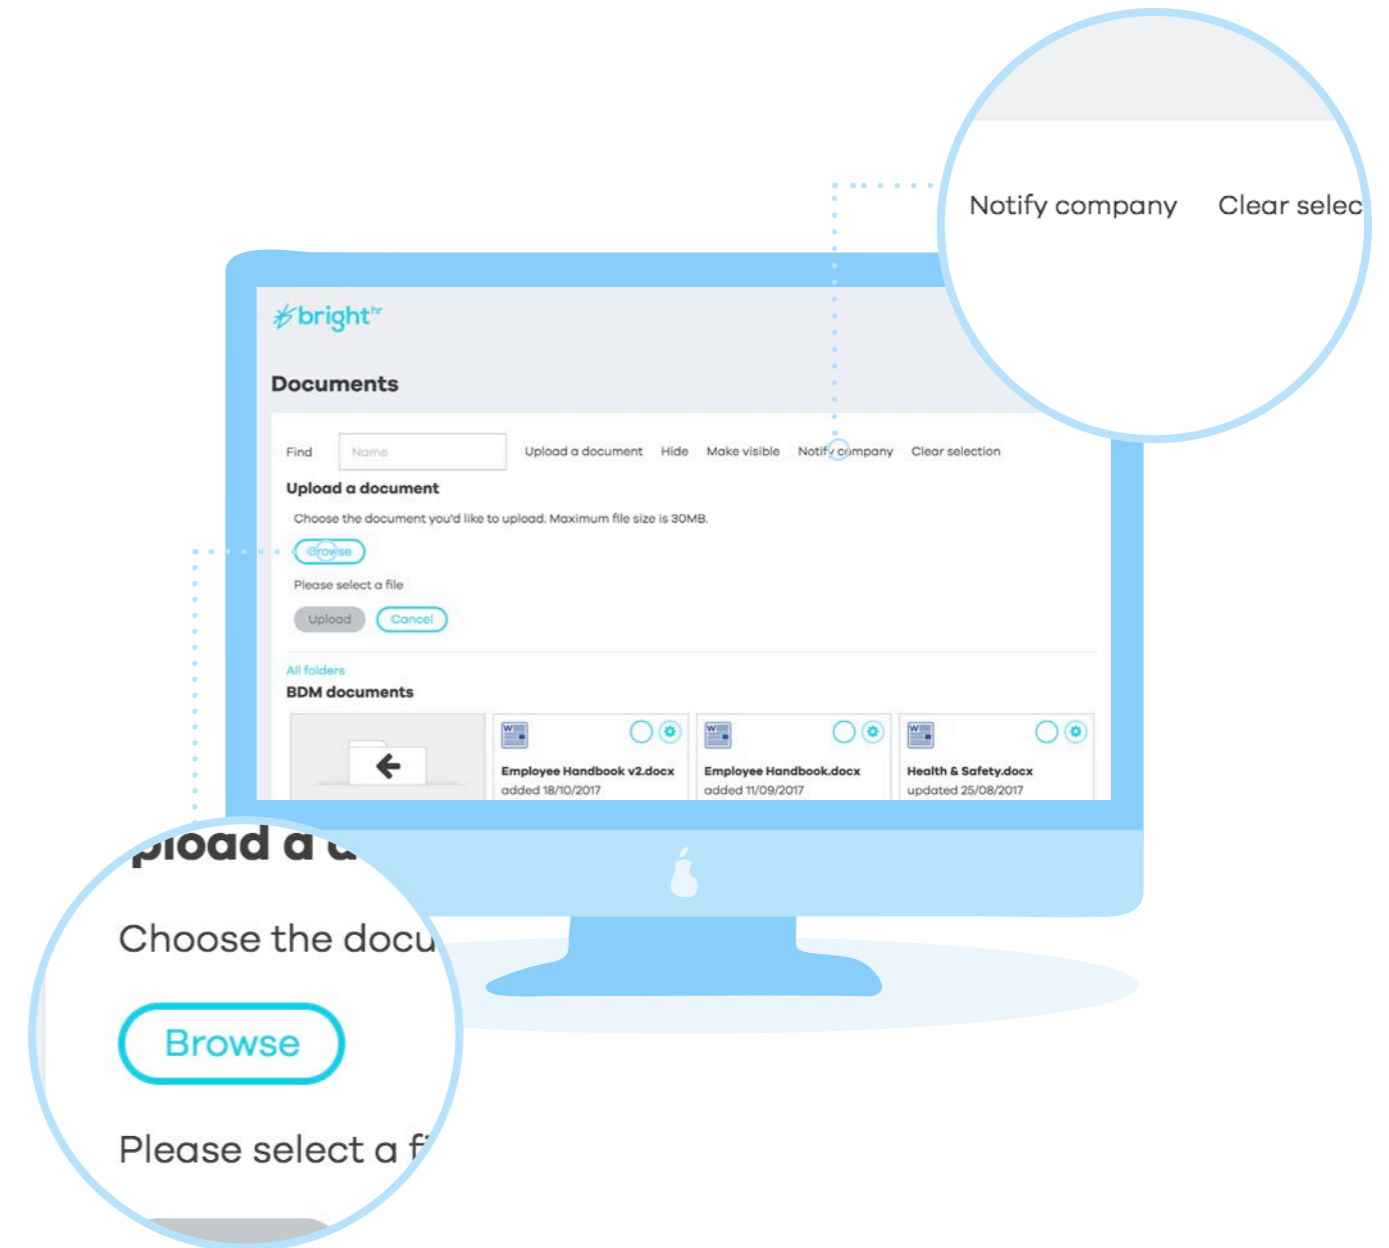 Notify company Clear selec
bright hr
Documents
Find Name Upload a document Hide Make visible Notify company Clear selection
Upload a document
Choose the document you'd like to upload. Maximum file size is 30MB.
Browse
Please select a file
Upload Cancel
All folders
BDM documents
W W W
Employee Handbook v2.docx Employee Handbook.docx Health & Safety.docx
added 18/10/2017 added 11/09/2017 updated 25/08/2017
pload a d
Choose the docu
Browse
Please select a fi